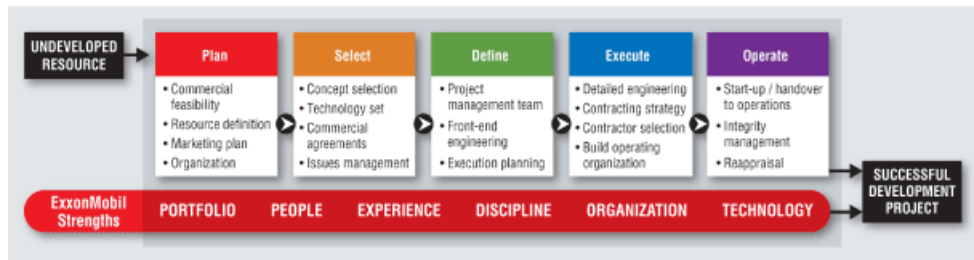 UNDEVELOPED
RESOURCE
Plan
• Commercial
feasibility
• Resource definition
• Marketing plan
• Organization
Select
• Concept selection
• Technology set
• Commercial
agreements
• Issues management
Define
• Project
management team
• Front-end
engineering
• Execution planning
Execute
• Detailed engineering
• Contracting strategy
• Contractor selection
• Build operating
organization
Operate
• Start-up / handover
to operations
• Integrity
management
• Reappraisal
SUCCESSFUL
DEVELOPMENT
PROJECT
ExxonMobil
Strengths
PORTFOLIO PEOPLE EXPERIENCE DISCIPLINE ORGANIZATION TECHNOLOGY